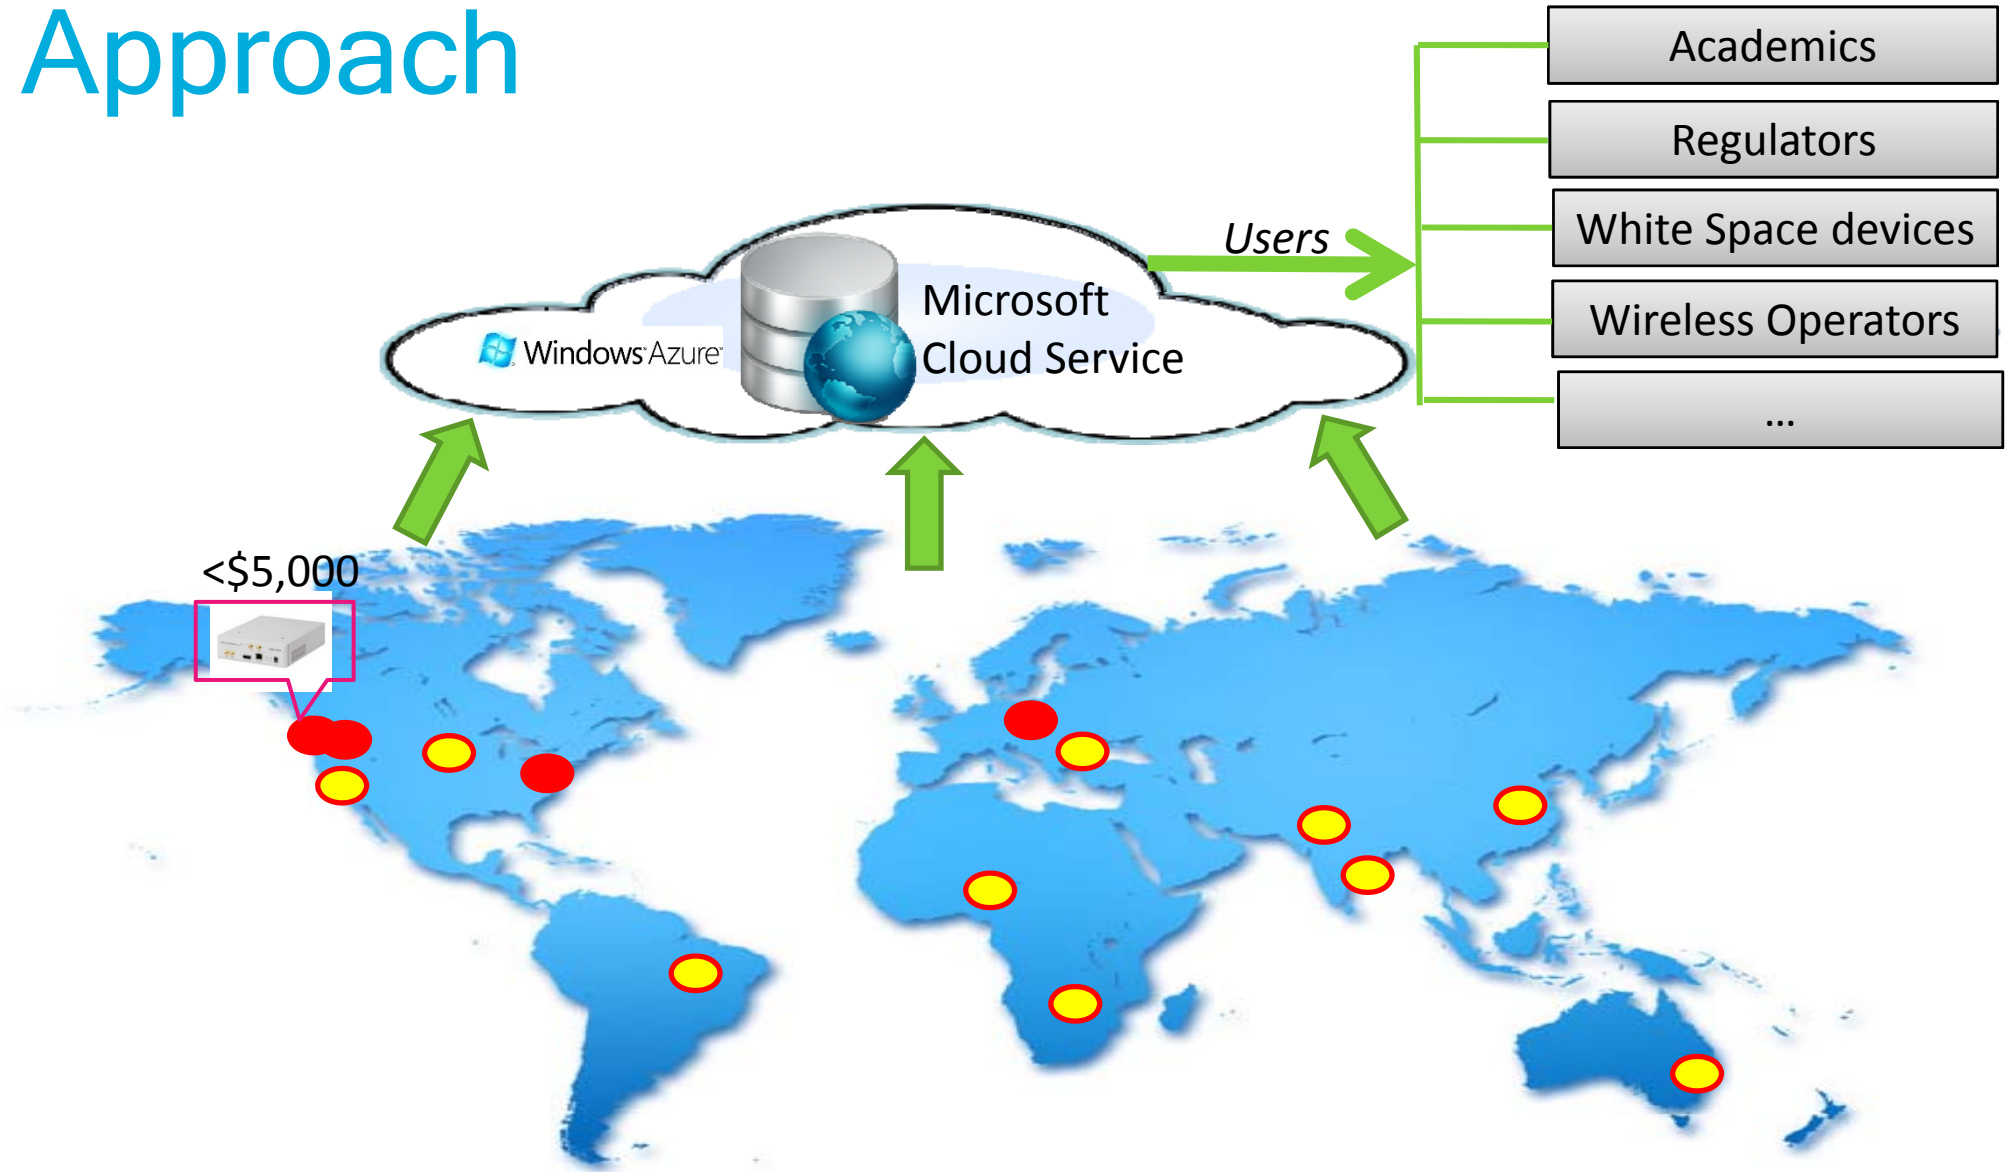 Approach
Academics
Regulators
White Space devices
Wireless Operators
...
Users
Microsoft
Cloud Service
Windows Azure
<$5,000